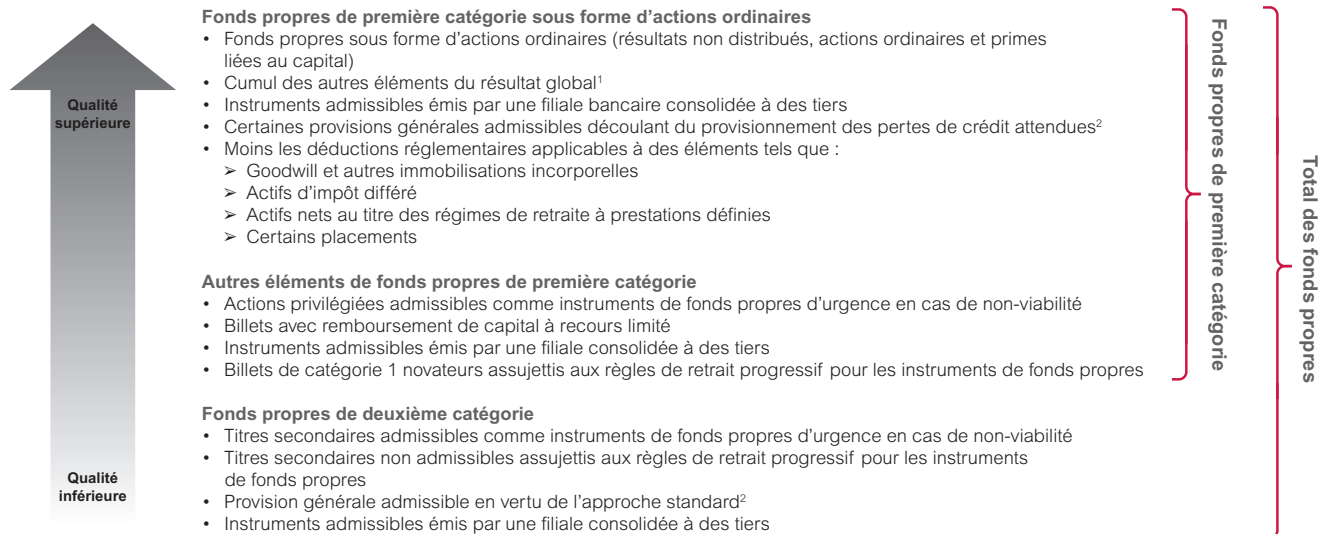 Qualité
supérieure
Qualité
inférieure
Fonds propres de première catégorie sous forme d'actions ordinaires
• Fonds propres sous forme d'actions ordinaires (résultats non distribués, actions ordinaires et primes
liées au capital)
• Cumul des autres éléments du résultat global¹
• Instruments admissibles émis par une filiale bancaire consolidée à des tiers
• Certaines provisions générales admissibles découlant du provisionnement des pertes de crédit attendues²
• Moins les déductions réglementaires applicables à des éléments tels que :
➢ Goodwill et autres immobilisations incorporelles
➢ Actifs d'impôt différé
➢ Actifs nets au titre des régimes de retraite à prestations définies
➢ Certains placements
Autres éléments de fonds propres de première catégorie
• Actions privilégiées admissibles comme instruments de fonds propres d'urgence en cas de non-viabilité
• Billets avec remboursement de capital à recours limité
• Instruments admissibles émis par une filiale consolidée à des tiers
• Billets de catégorie 1 novateurs assujettis aux règles de retrait progressif pour les instruments de fonds propres
Fonds propres de deuxième catégorie
• Titres secondaires admissibles comme instruments de fonds propres d'urgence en cas de non-viabilité
• Titres secondaires non admissibles assujettis aux règles de retrait progressif pour les instruments
de fonds propres
• Provision générale admissible en vertu de l'approche standard²
• Instruments admissibles émis par une filiale consolidée à des tiers
Fonds propres de première catégorie
Total des fonds propres